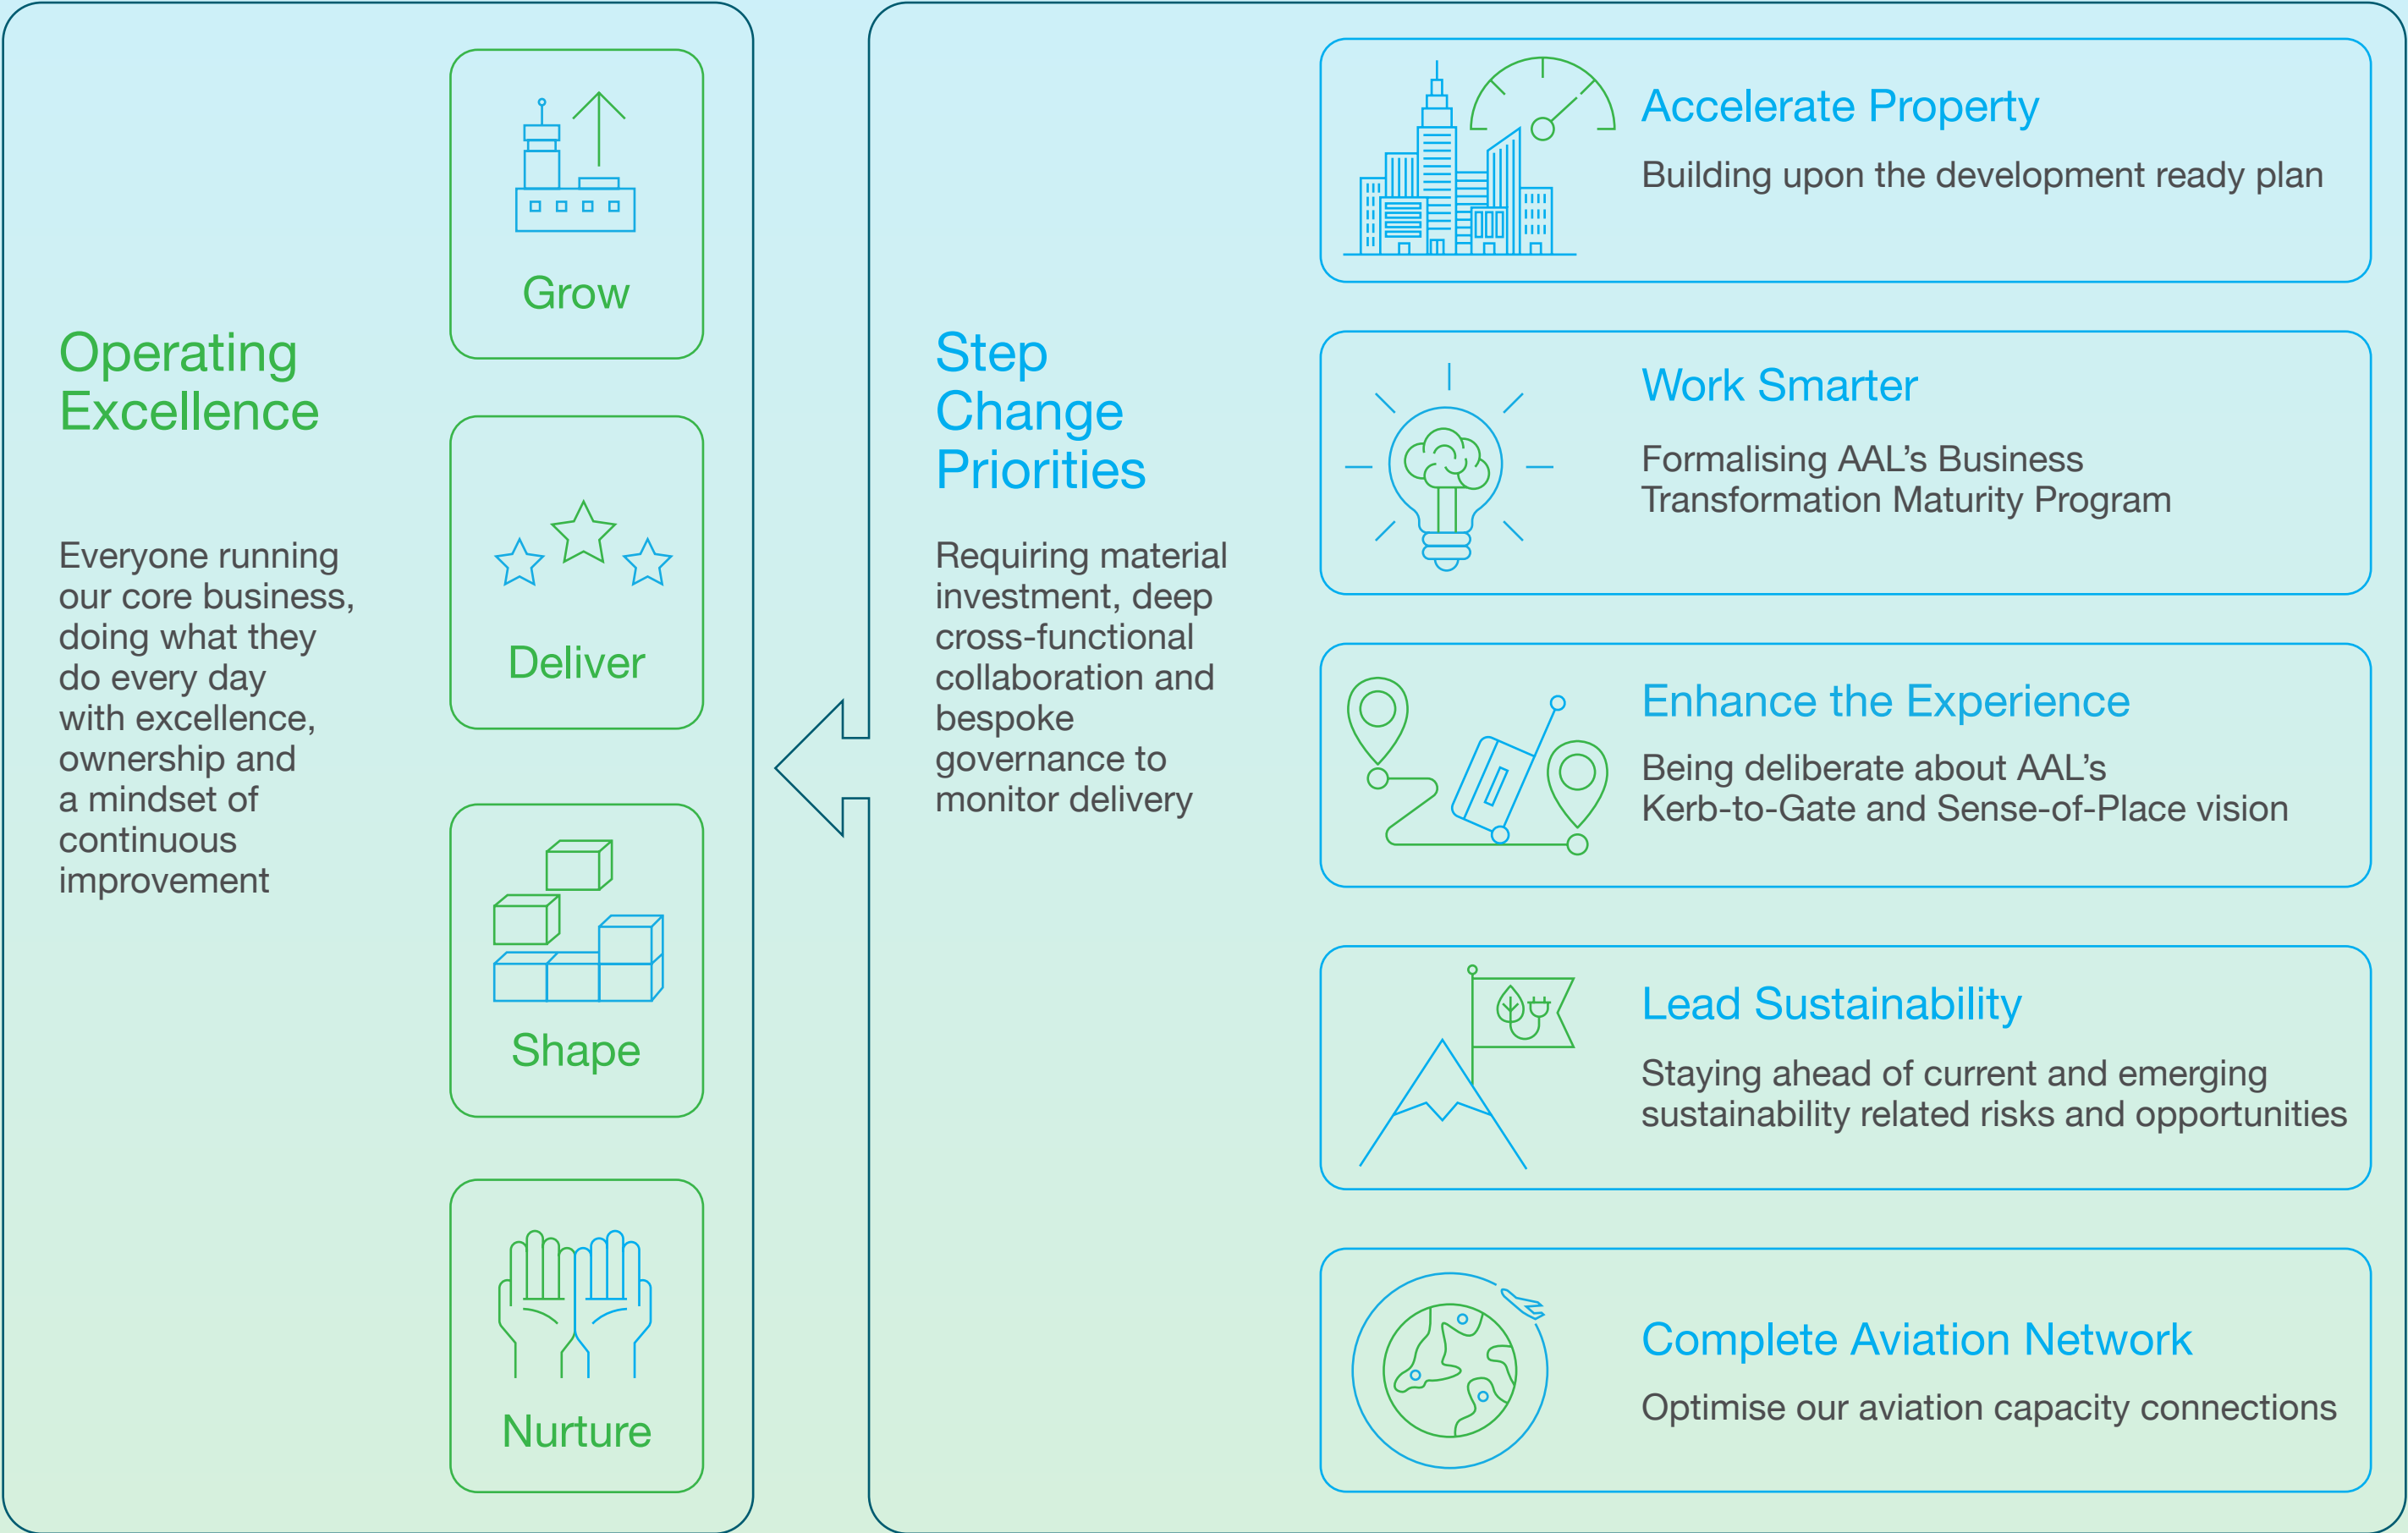 Operating
Excellence
Everyone running
our core business,
doing what they
do every day
with excellence,
ownership and
a mindset of
continuous
improvement
Grow
Deliver
Shape
Nurture
Step
Change
Priorities
Requiring material
investment, deep
cross-functional
collaboration and
bespoke
governance to
monitor delivery
Accelerate Property
Building upon the development ready plan
Work Smarter
Formalising AAL’s Business
Transformation Maturity Program
Enhance the Experience
Being deliberate about AAL’s
Kerb-to-Gate and Sense-of-Place vision
Lead Sustainability
Staying ahead of current and emerging
sustainability related risks and opportunities
Complete Aviation Network
Optimise our aviation capacity connections